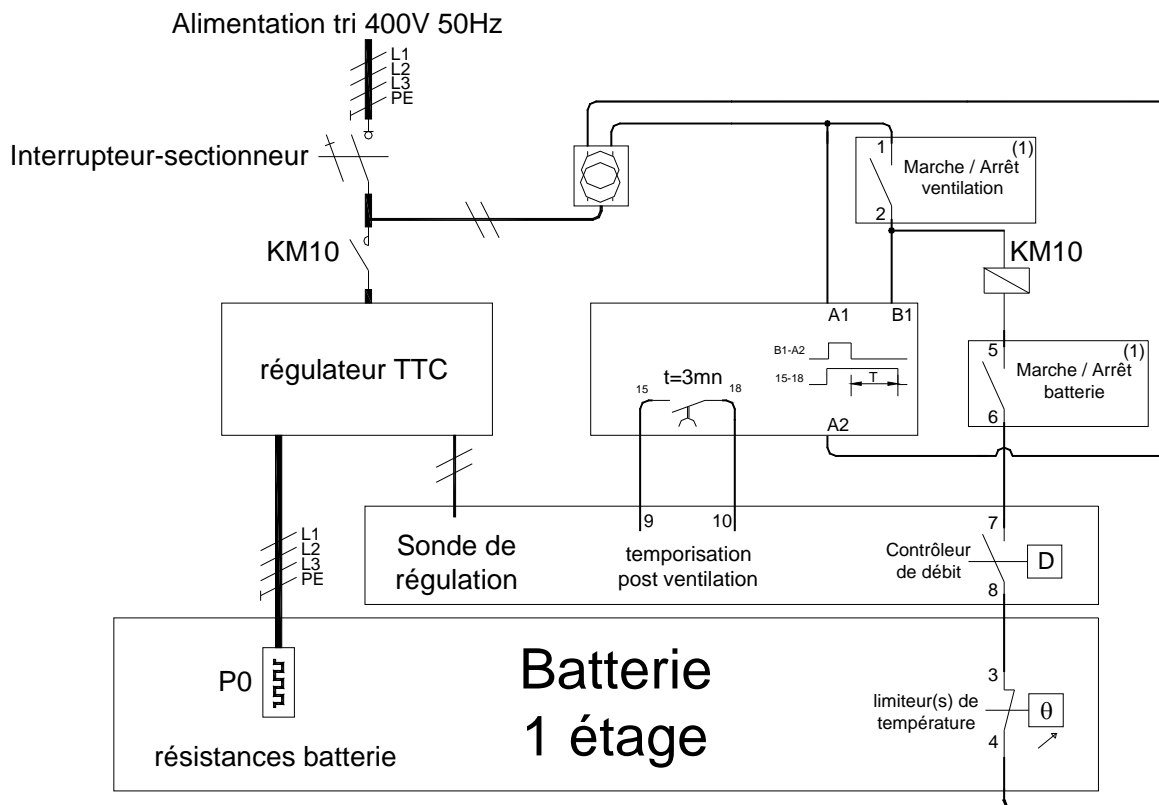 Alimentation tri 400V 50Hz
L1
L2
L3
PE
Interrupteur-sectionneur
KM10
1
(1)
Marche / Arrêt
ventilation
2
KM10
régulateur TTC
A1
B1
B1-A2
15-18
T
t=3mn
15
18
A2
5
(1)
Marche / Arrêt
batterie
6
L1
L2
L3
PE
Sonde de
régulation
9
10
temporisation
post ventilation
7
Contrôleur
de débit
D
8
P0
résistances batterie
Batterie
1 étage
3
limiteur(s) de
température
θ
4